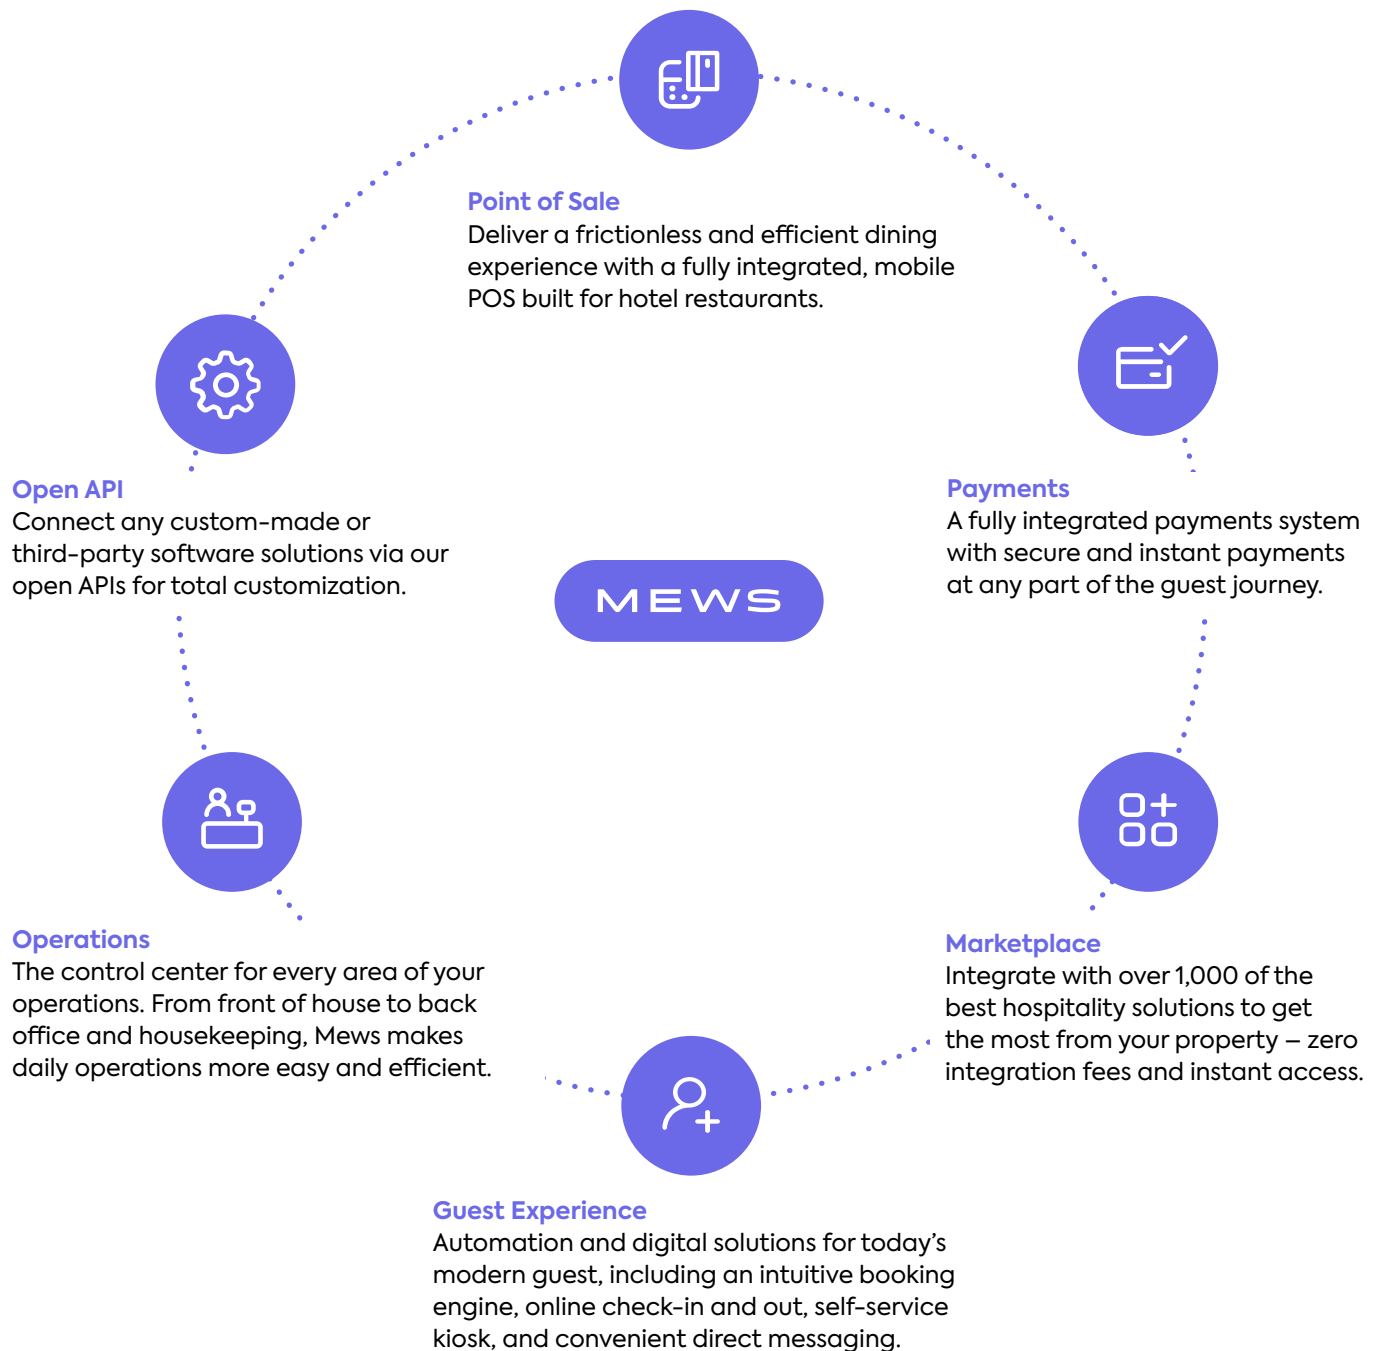 Point of Sale
Deliver a frictionless and efficient dining
experience with a fully integrated, mobile
POS built for hotel restaurants.
Open API
Connect any custom-made or
third-party software solutions via our
open APIs for total customization.
Payments
A fully integrated payments system
with secure and instant payments
at any part of the guest journey.
MEWS
Operations
The control center for every area of your
operations. From front of house to back
office and housekeeping, Mews makes
daily operations more easy and efficient.
Marketplace
Integrate with over 1,000 of the
best hospitality solutions to get
the most from your property – zero
integration fees and instant access.
Guest Experience
Automation and digital solutions for today’s
modern guest, including an intuitive booking
engine, online check-in and out, self-service
kiosk, and convenient direct messaging.